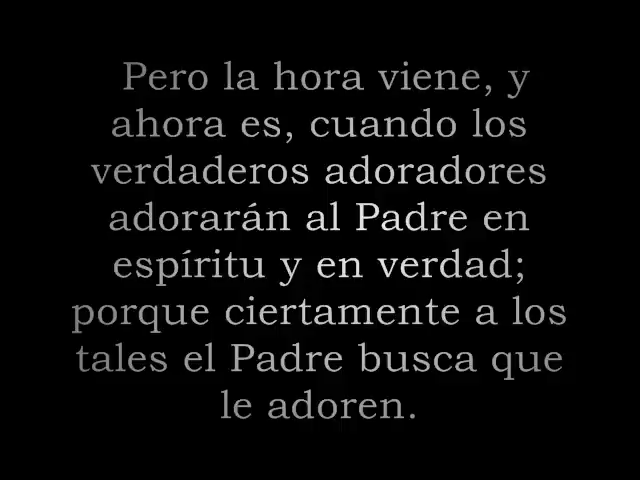 Pero la hora viene, y
ahora es, cuando los
verdaderos adoradores
adorarán al Padre en
espíritu y en verdad;
porque ciertamente a los
tales el Padre busca que
le adoren.